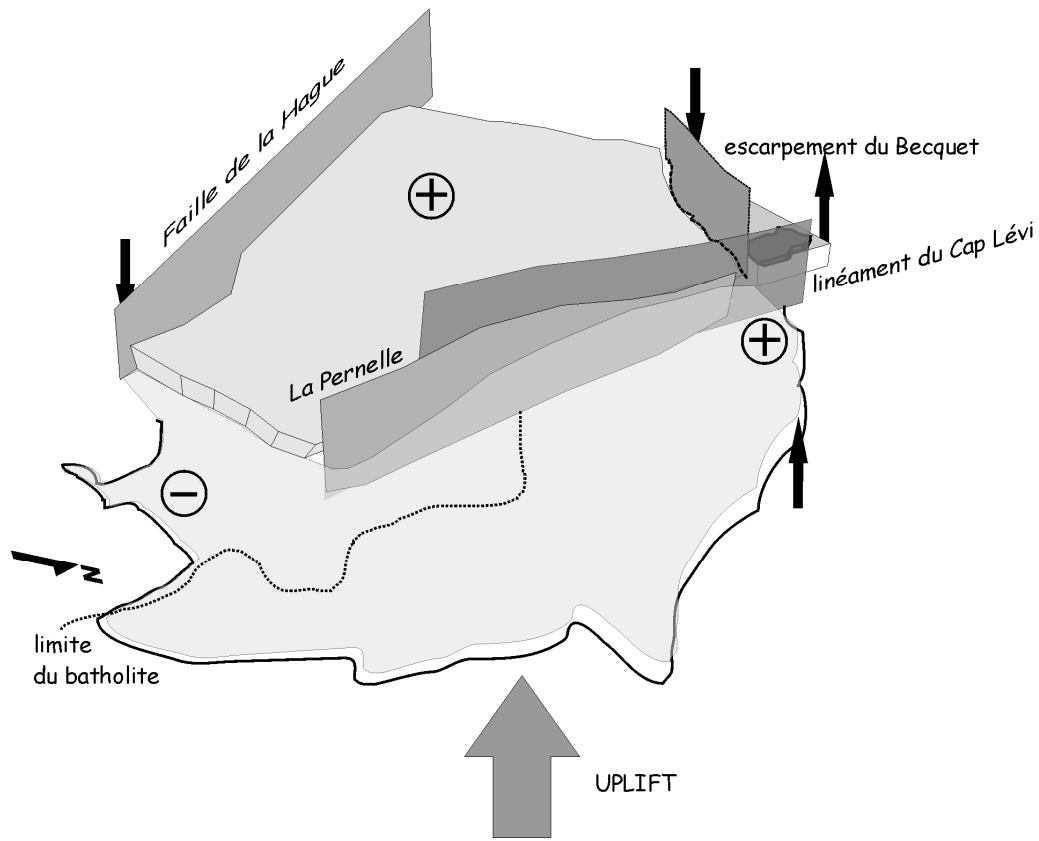 Faille de la Hague
escarpement du Becquet
linéament du Cap Lévi
La Pernelle
N
limite
du batholite
UPLIFT